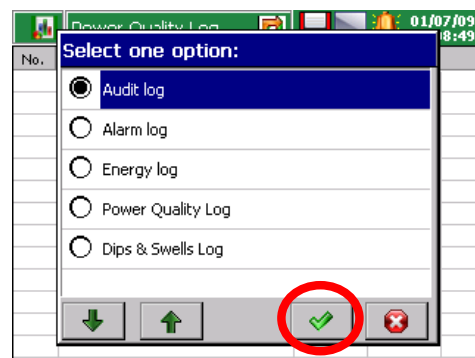 Power Quality Log
01/07/09
08:49
No.
Select one option:
Audit log
Alarm log
Energy log
Power Quality Log
Dips & Swells Log